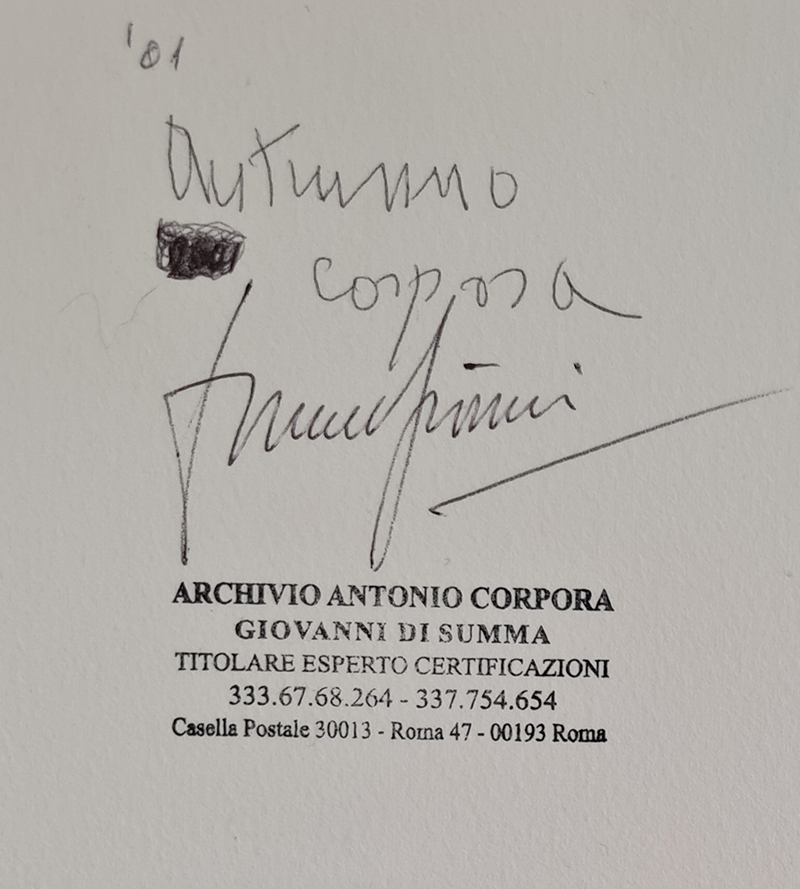 '01
Autunno
corpora
ARCHIVIO ANTONIO CORPORA
GIOVANNI DI SUMMA
TITOLARE ESPERTO CERTIFICAZIONI
333.67.68.264 - 337.754.654
Casella Postale 30013 - Roma 47 - 00193 Roma